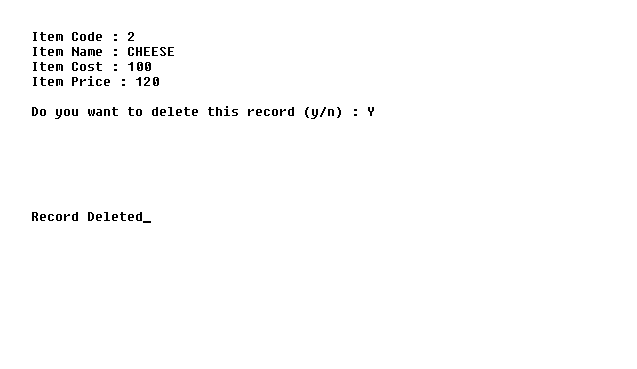 Item Code : 2
Item Name : CHEESE
Item Cost : 100
Item Price : 120
Do you want to delete this record (y/n) : Y
Record Deleted_